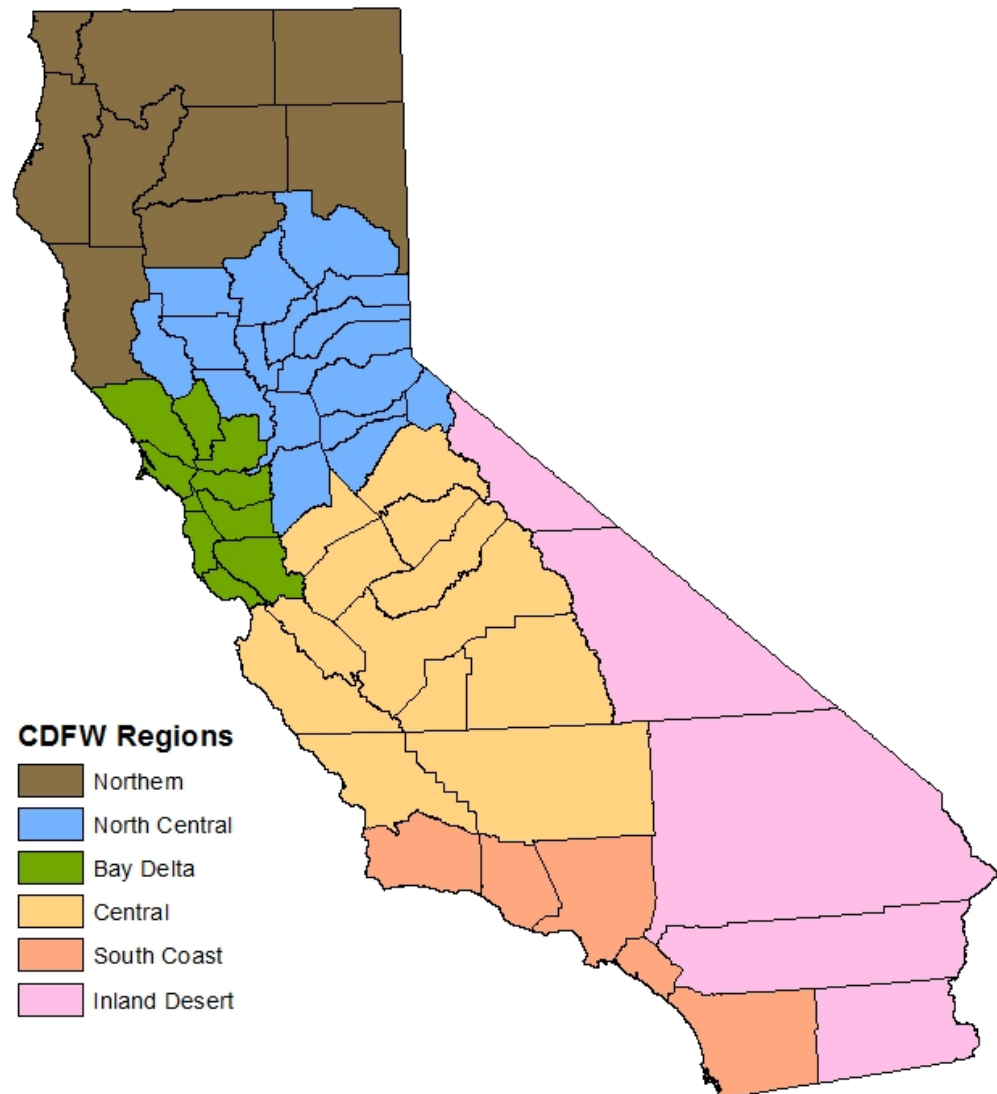 CDFW Regions
Northern
North Central
Bay Delta
Central
South Coast
Inland Desert